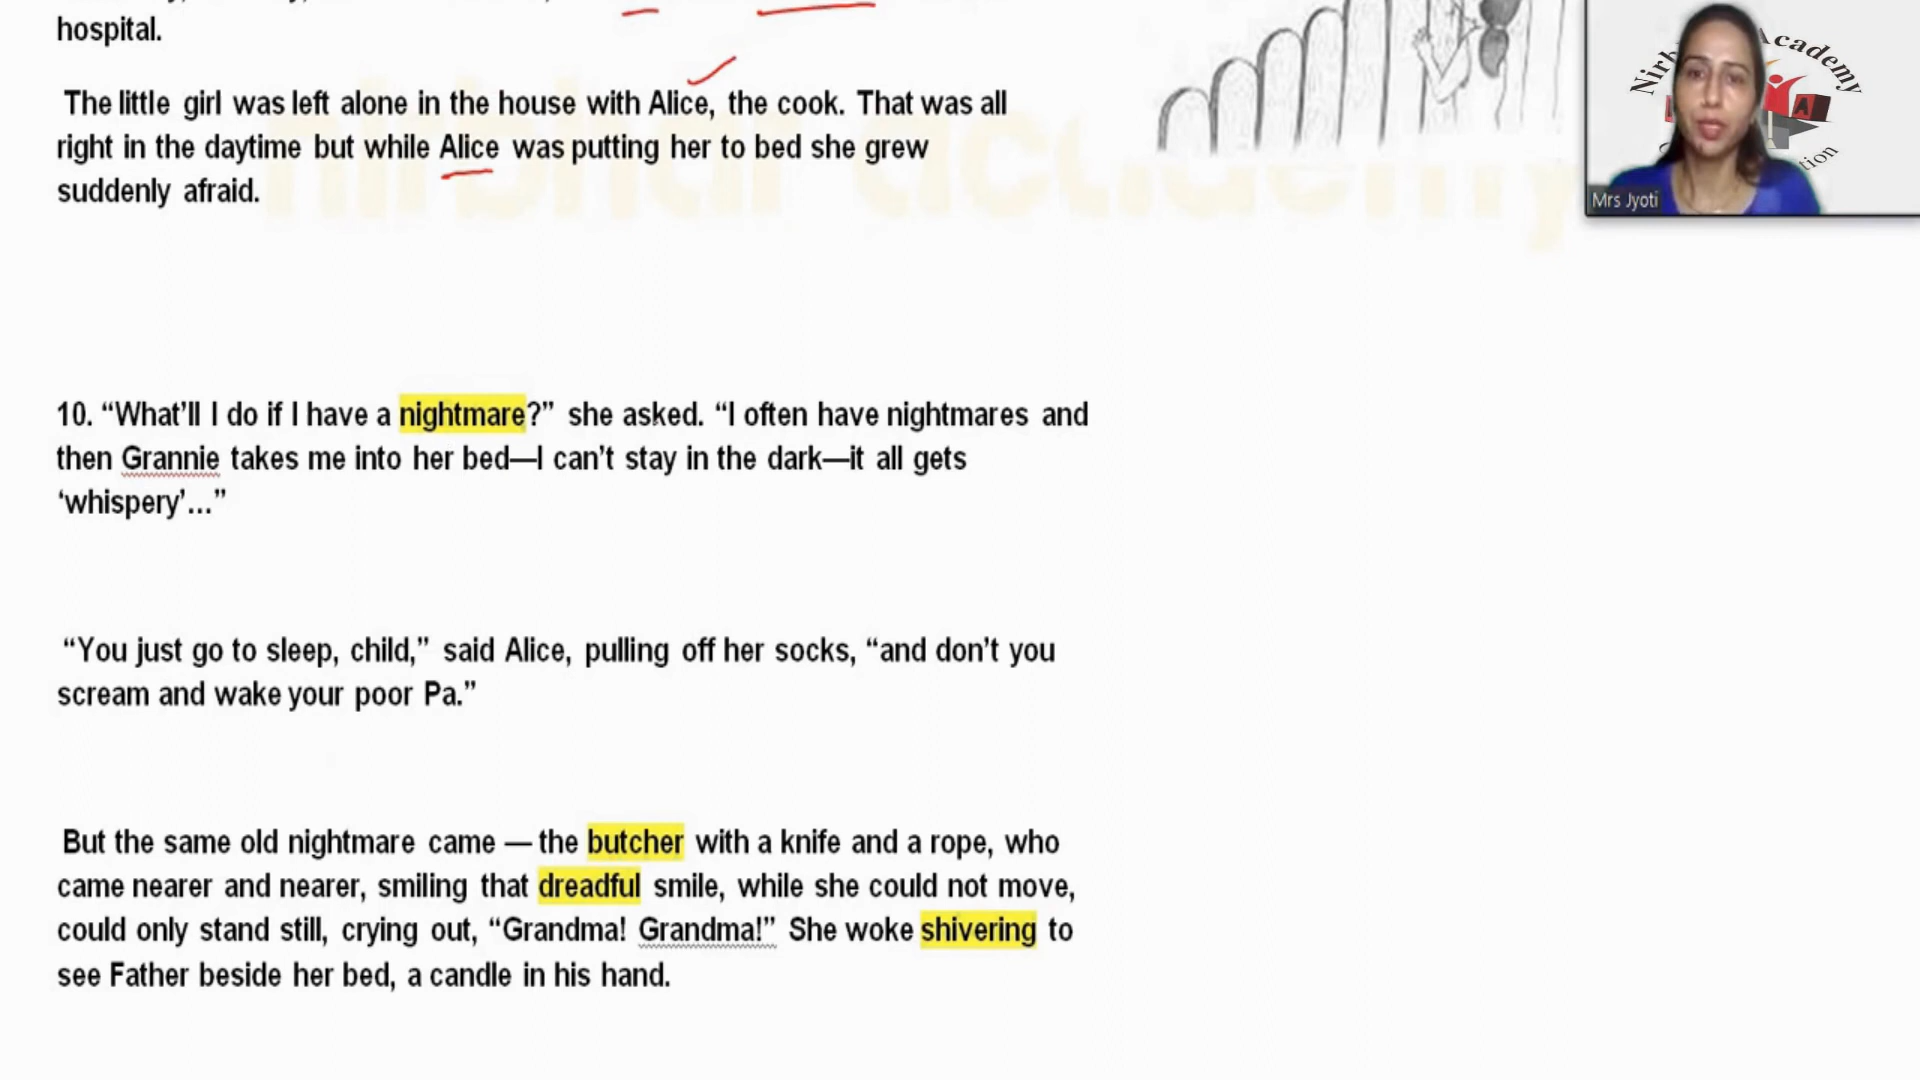 hospital.
The little girl was left alone in the house with Alice, the cook. That was all
right in the daytime but while Alice was putting her to bed she grew
suddenly afraid.
nirbhar academy
Academy
Mrs Jyoti
10. “What’ll I do if I have a nightmare?” she asked. “I often have nightmares and
then Grannie takes me into her bed—I can’t stay in the dark—it all gets
‘whispery’...”
“You just go to sleep, child,” said Alice, pulling off her socks, “and don’t you
scream and wake your poor Pa.”
But the same old nightmare came — the butcher with a knife and a rope, who
came nearer and nearer, smiling that dreadful smile, while she could not move,
could only stand still, crying out, “Grandma! Grandma!” She woke shivering to
see Father beside her bed, a candle in his hand.